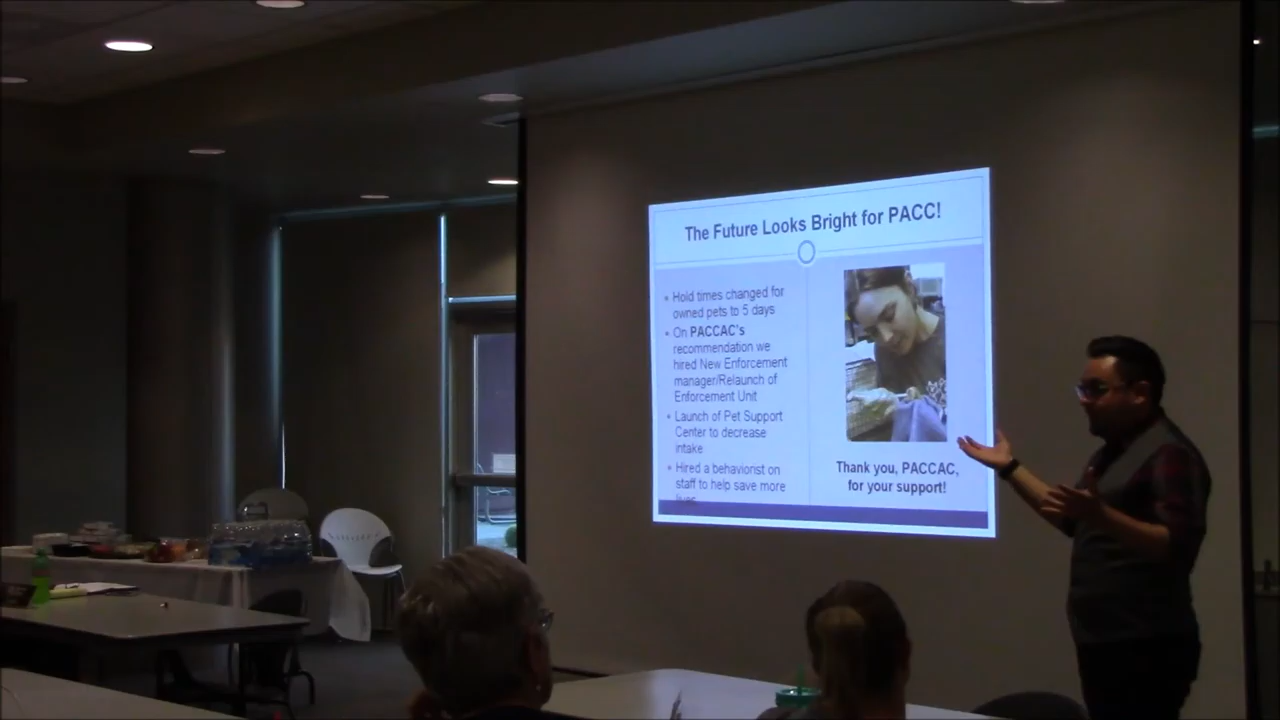 The Future Looks Bright for PACC!
Hold times changed for
owned pets to 5 days
On PACCAC's
recommendation we
hired New Enforcement
manager/Relaunch of
Enforcement Unit
Launch of Pet Support
Center to decrease
intake
Hired a behaviorist on
staff to help save more
lives
Thank you, PACCAC,
for your support!